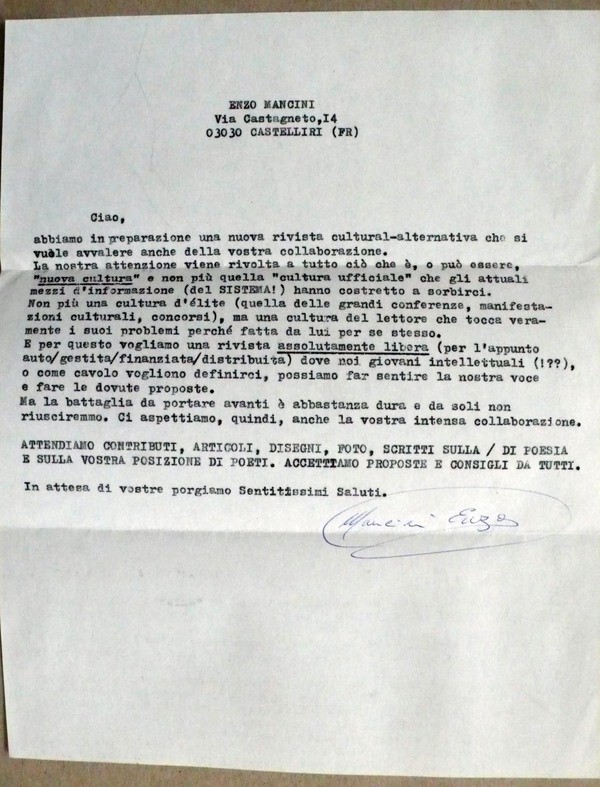 ENZO MANCINI
Via Castagneto,I4
03030 CASTELLIRI (FR)
Ciao,
abbiamo in preparazione una nuova rivista cultural-alternativa che si
vuole avvalere anche della vostra collaborazione.
La nostra attenzione viene rivolta a tutto ciò che è, o può essere,
"nuova cultura" e non più quella "cultura ufficiale" che gli attuali
mezzi d'informazione (del SISTEMA!) hanno costretto a sorbirci.
Non più una cultura d'élite (quella delle grandi conferenze, manifesta-
zioni culturali, concorsi), ma una cultura del lettore che tocca vera-
mente i suoi problemi perché fatta da lui per se stesso.
E per questo vogliamo una rivista assolutamente libera (per l'appunto
auto/gestita/finanziata/distribuita) dove noi giovani intellettuali (!??),
o come cavolo vogliono definirci, possiamo far sentire la nostra voce
e fare le dovute proposte.
Ma la battaglia da portare avanti è abbastanza dura e da soli non
riusciremmo. Ci aspettiamo, quindi, anche la vostra intensa collaborazione.
ATTENDIAMO CONTRIBUTI, ARTICOLI, DISEGNI, FOTO, SCRITTI SULLA / DI POESIA
E SULLA VOSTRA POSIZIONE DI POETI. ACCETTIAMO PROPOSTE E CONSIGLI DA TUTTI.
In attesa di vostre porgiamo Sentitissimi Saluti.
Mancini Enzo